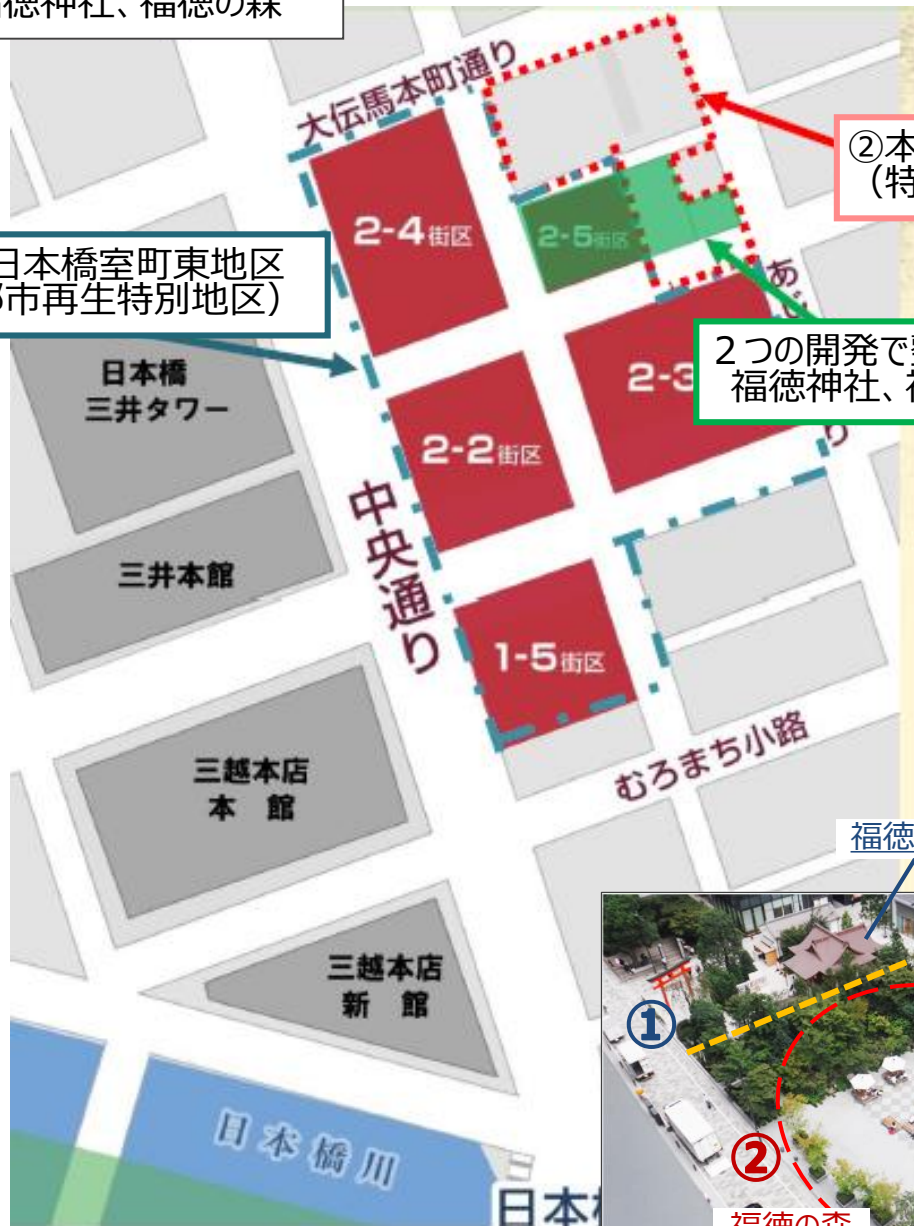 福徳神社、福徳の森
大伝馬本町通り
②本
（特
2-4街区
2-5街区
日本橋室町東地区
市再生特別地区）
あじ
日本橋
三井タワー
2つの開発で
福徳神社、
2-3
り
2-2街区
中央通り
三井本館
1-5街区
むろまち小路
三越本店
本 館
福徳
三越本店
新 館
①
日本橋川
②
日本
福徳の森